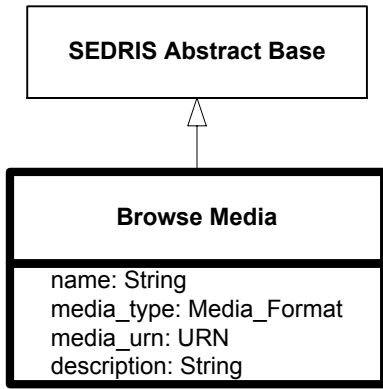 SEDRIS Abstract Base
Browse Media
name: String
media_type: Media_Format
media_urn: URN
description: String